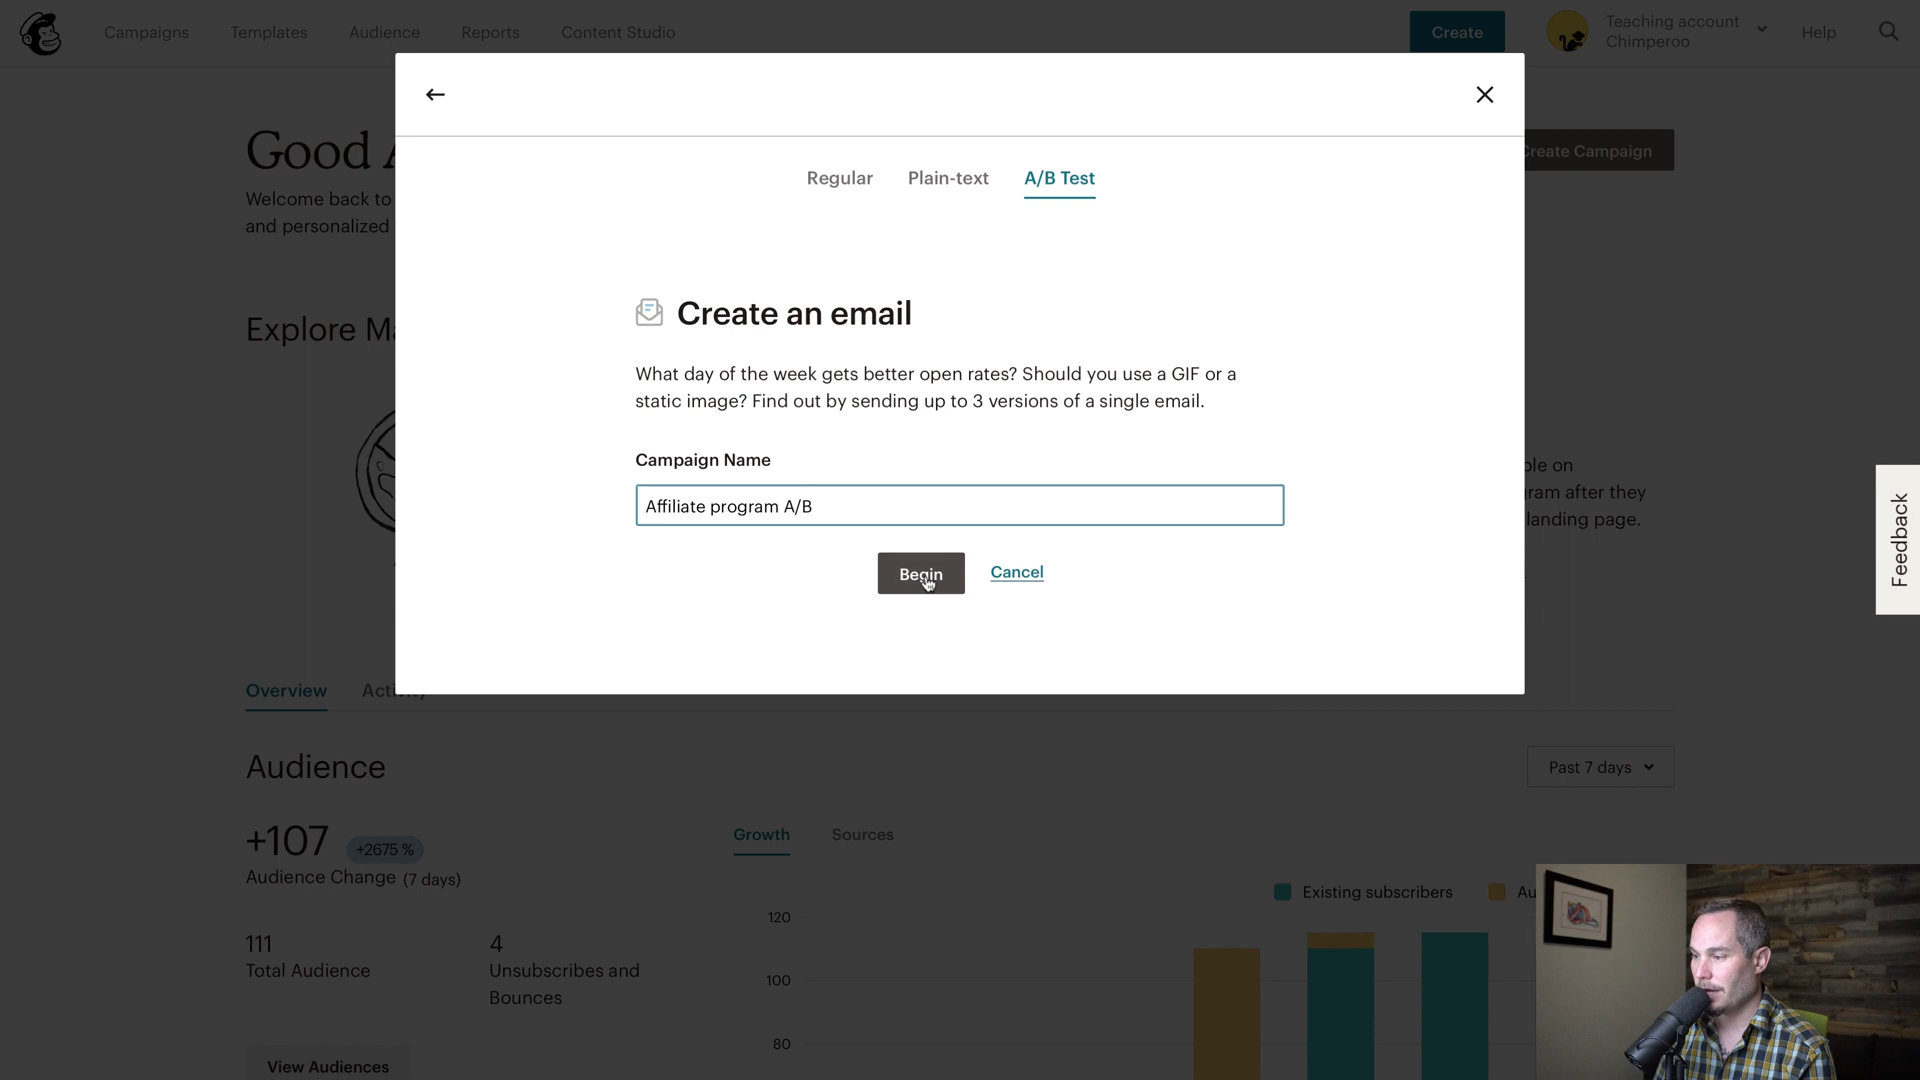 Campaigns
Templates
Audience
Reports
Content Studio
Create
Teaching account
Chimperoo
Help
Regular
Plain-text
A/B Test
Good
Create Campaign
Welcome back to
and personalized
Create an email
Explore Ma
What day of the week gets better open rates? Should you use a GIF or a
static image? Find out by sending up to 3 versions of a single email.
Campaign Name
Affiliate program A/B
ble on
ram after they
landing page.
Feedback
Begin
Cancel
Overview
Activity
Audience
Past 7 days
+107
+2675 %
Audience Change (7 days)
Growth
Sources
Existing subscribers
Au
120
111
Total Audience
4
Unsubscribes and
Bounces
100
80
View Audiences